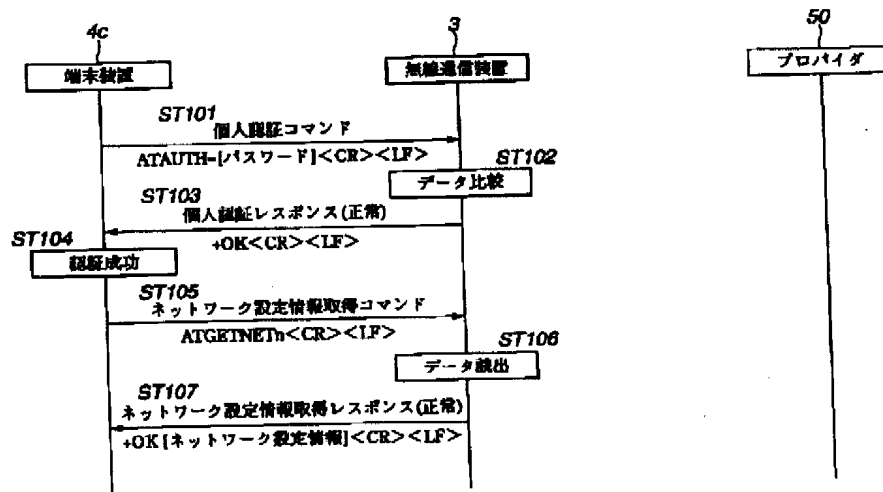 4c
3
50
端末装置
無線通信装置
プロバイダ
ST101
個人認証コマンド
ATAUTH=[パスワード]<CR><LF>
ST102
データ比較
ST103
個人認証レスポンス(正常)
+OK<CR><LF>
ST104
認証成功
ST105
ネットワーク設定情報取得コマンド
ATGETNETn<CR><LF>
ST106
データ読出
ST107
ネットワーク設定情報取得レスポンス(正常)
+OK [ネットワーク設定情報]<CR><LF>